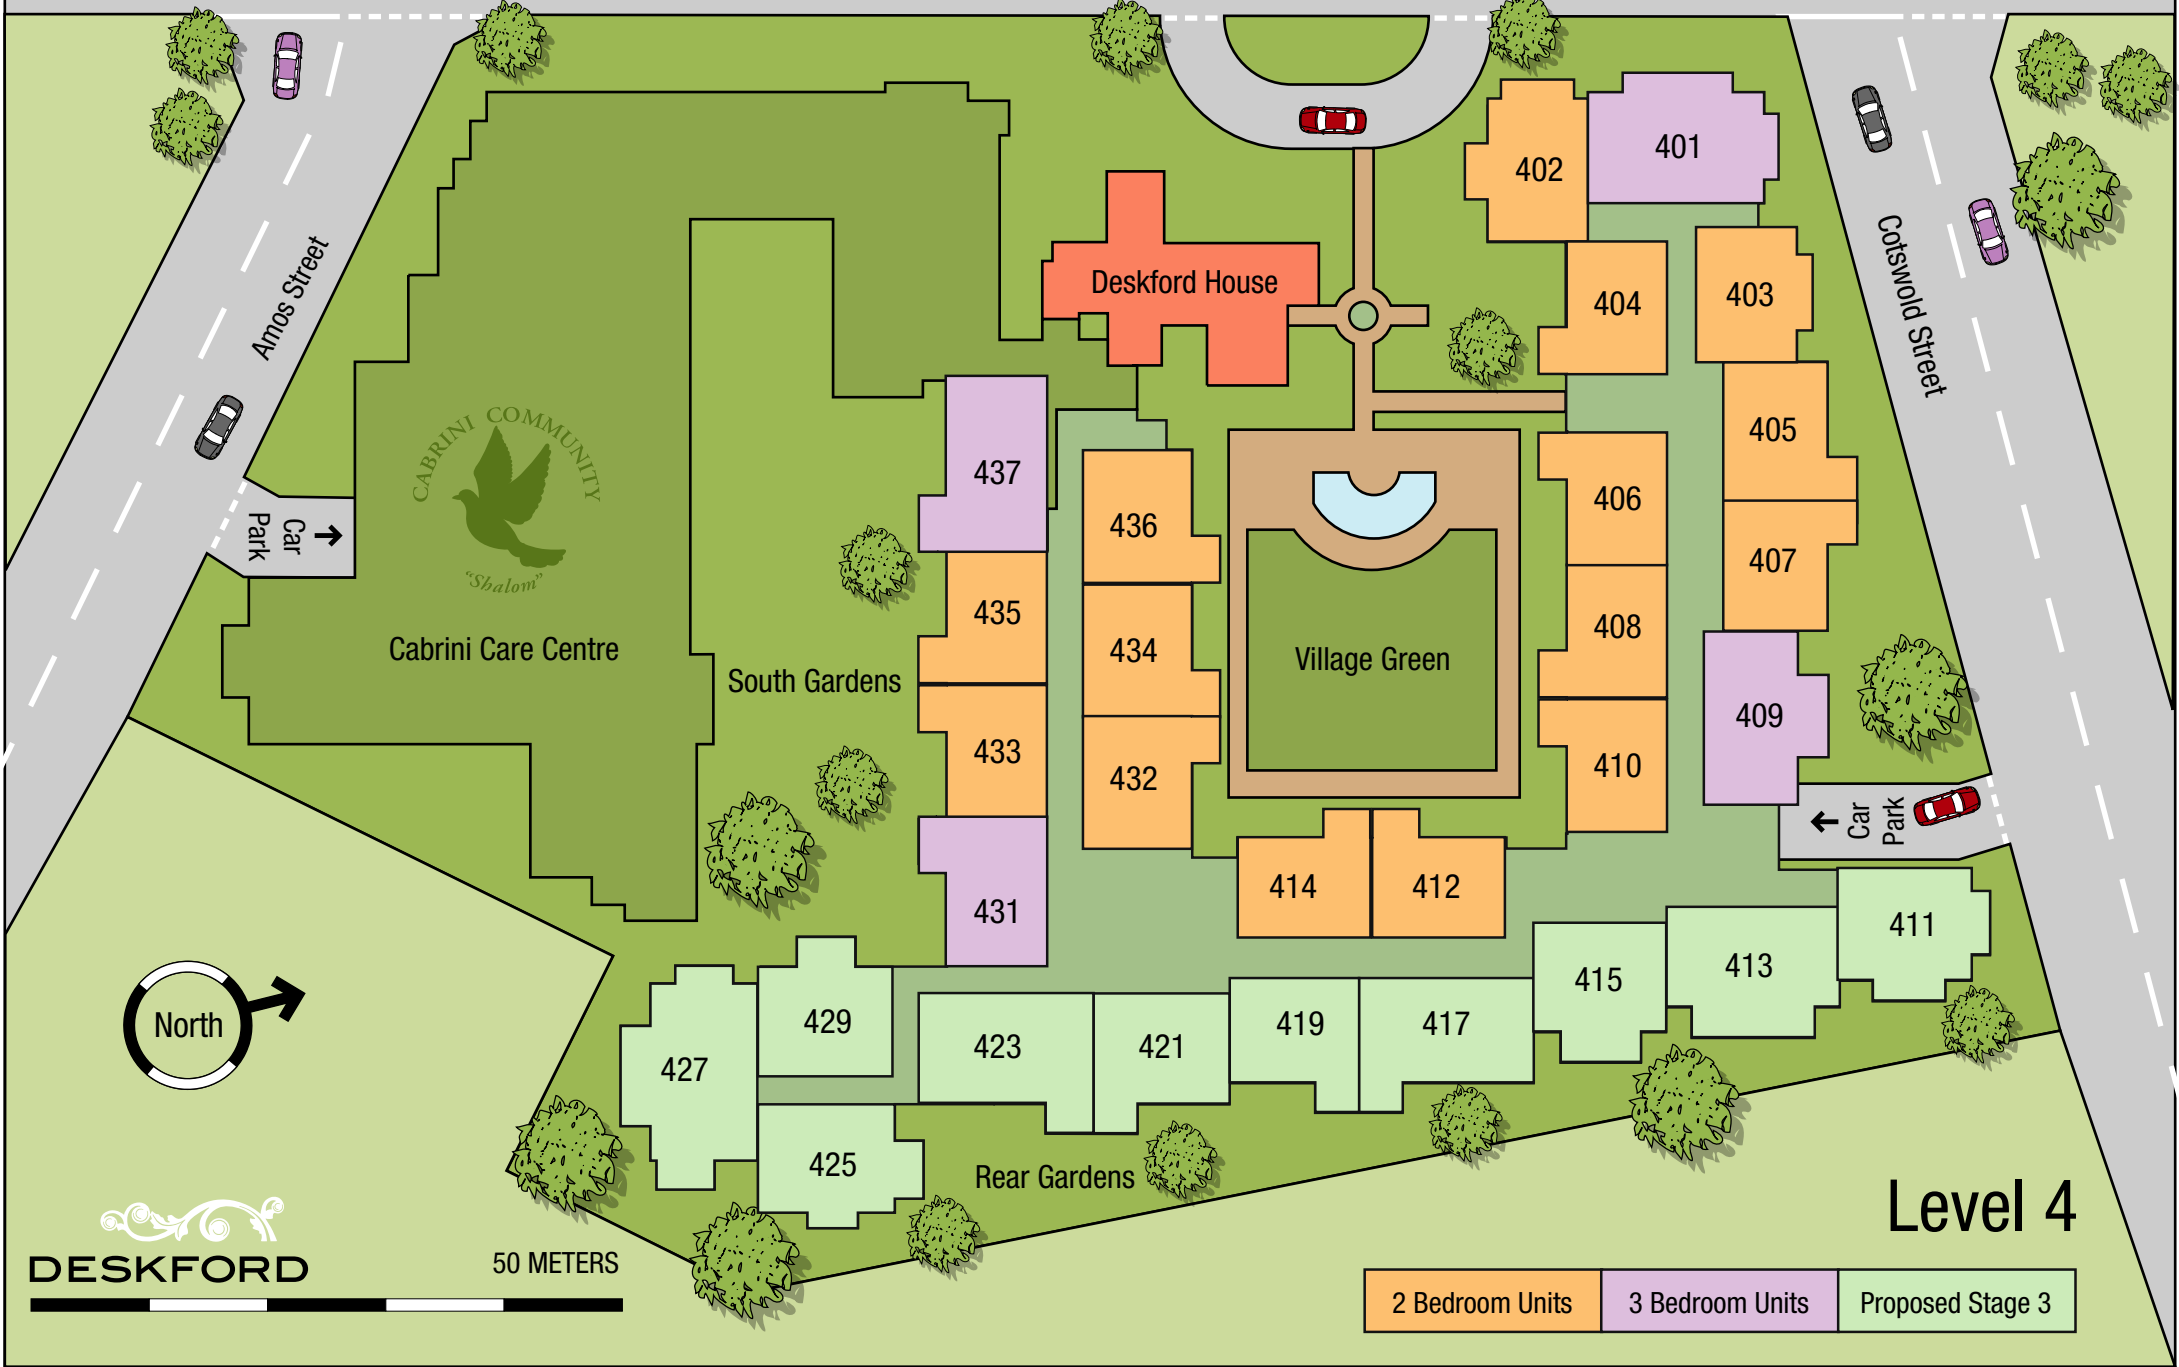 402
401
Amos Street
Deskford House
404
403
Cotswold Street
CABRINI COMMUNITY
"Shalom"
Car
Park
437
436
405
406
407
435
434
408
Cabrini Care Centre
South Gardens
Village Green
433
432
410
409
Car
Park
431
414
412
411
413
415
North
429
427
423
421
419
417
425
Rear Gardens
Level 4
DESKFORD
50 METERS
2 Bedroom Units
3 Bedroom Units
Proposed Stage 3